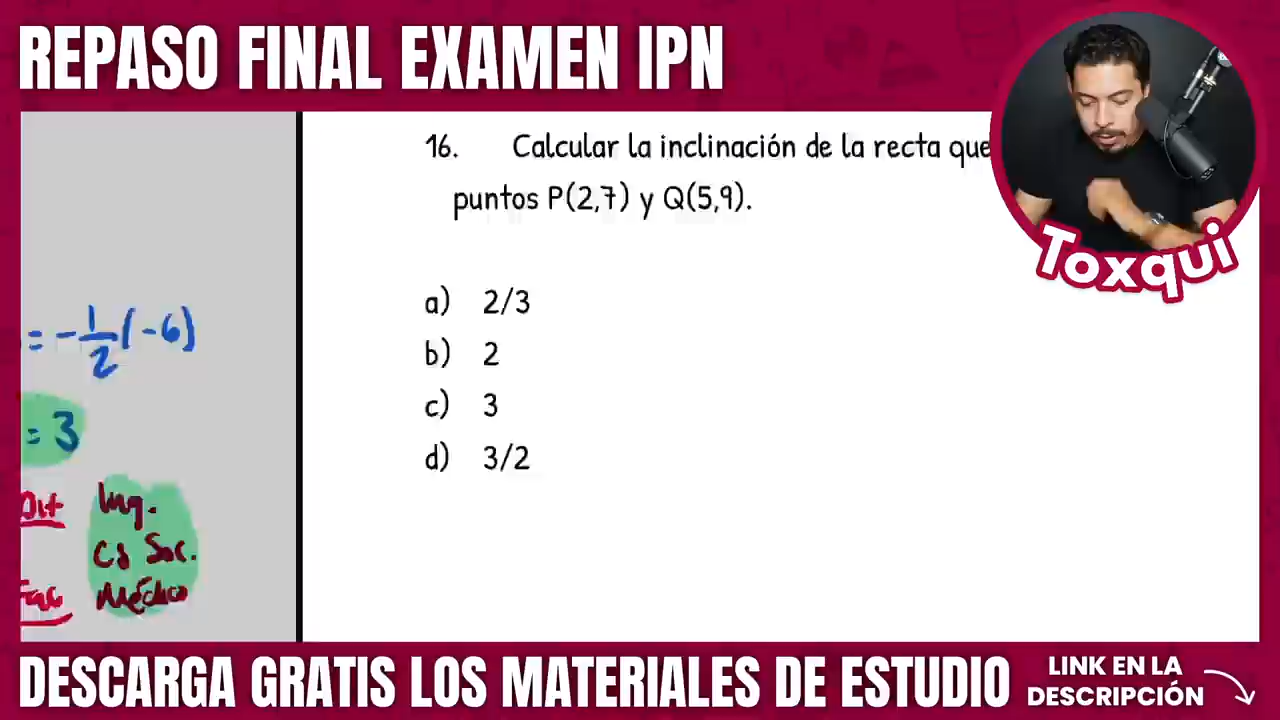 REPASO FINAL EXAMEN IPN
16. Calcular la inclinación de la recta que
puntos P(2,7) y Q(5,9).
a) 2/3
b) 2
c) 3
d) 3/2
= -1/2(-6)
= 3
Ing.
Cs Soc.
Médico
Toxqui
DESCARGA GRATIS LOS MATERIALES DE ESTUDIO
LINK EN LA
DESCRIPCIÓN